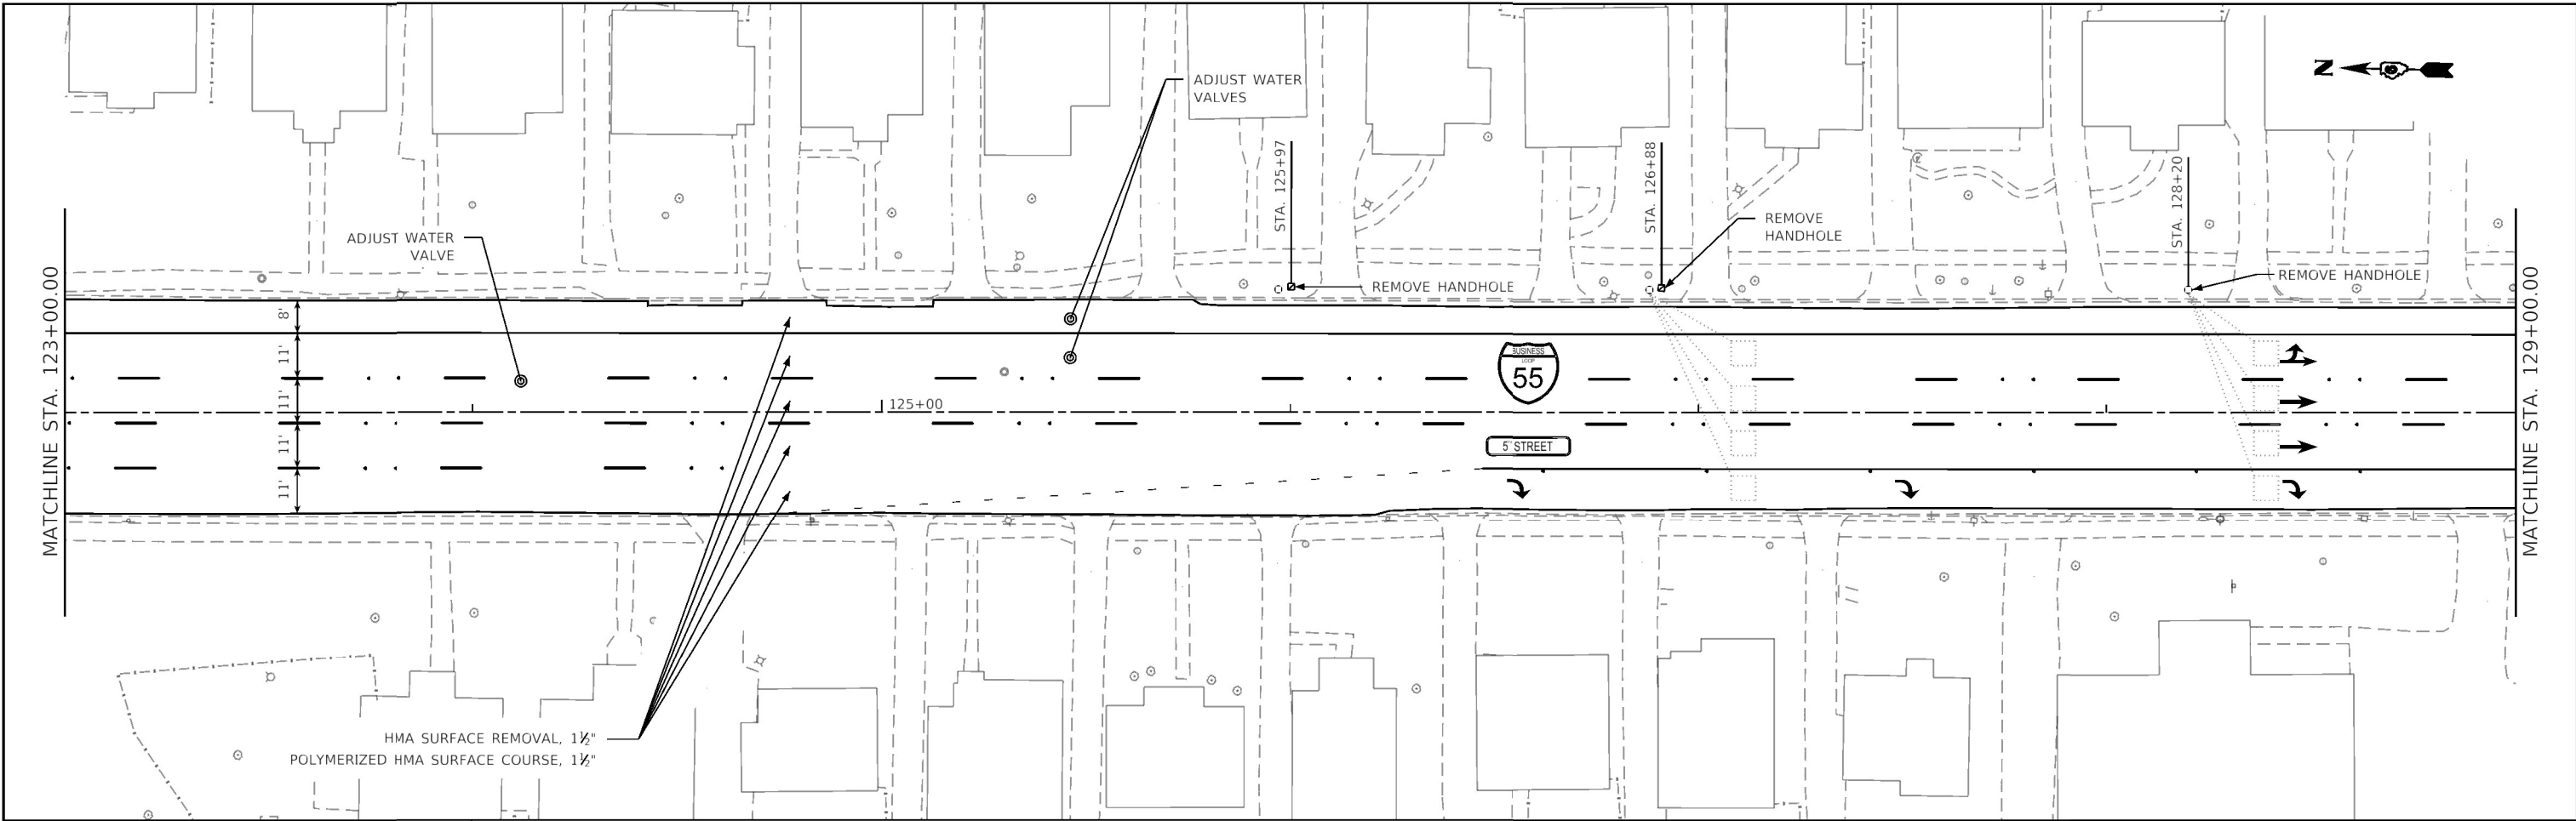 ADJUST WATER
VALVES
N
ADJUST WATER
VALVE
STA. 125+97
REMOVE HANDHOLE
STA. 126+88
REMOVE
HANDHOLE
STA. 128+20
REMOVE HANDHOLE
MATCHLINE STA. 123+00.00
8'
11'
11'
11'
11'
125+00
BUSINESS
LOOP
55
5TH STREET
MATCHLINE STA. 129+00.00
HMA SURFACE REMOVAL, 1½"
POLYMERIZED HMA SURFACE COURSE, 1½"